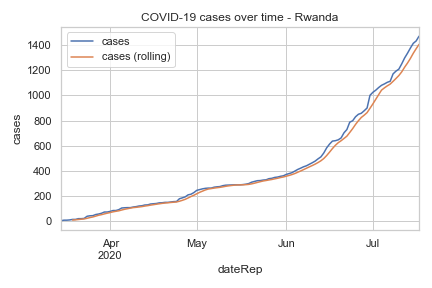 COVID-19 cases over time - Rwanda
cases
cases (rolling)
1400
1200
1000
800
600
400
200
0
cases
Apr
2020
May
Jun
Jul
dateRep